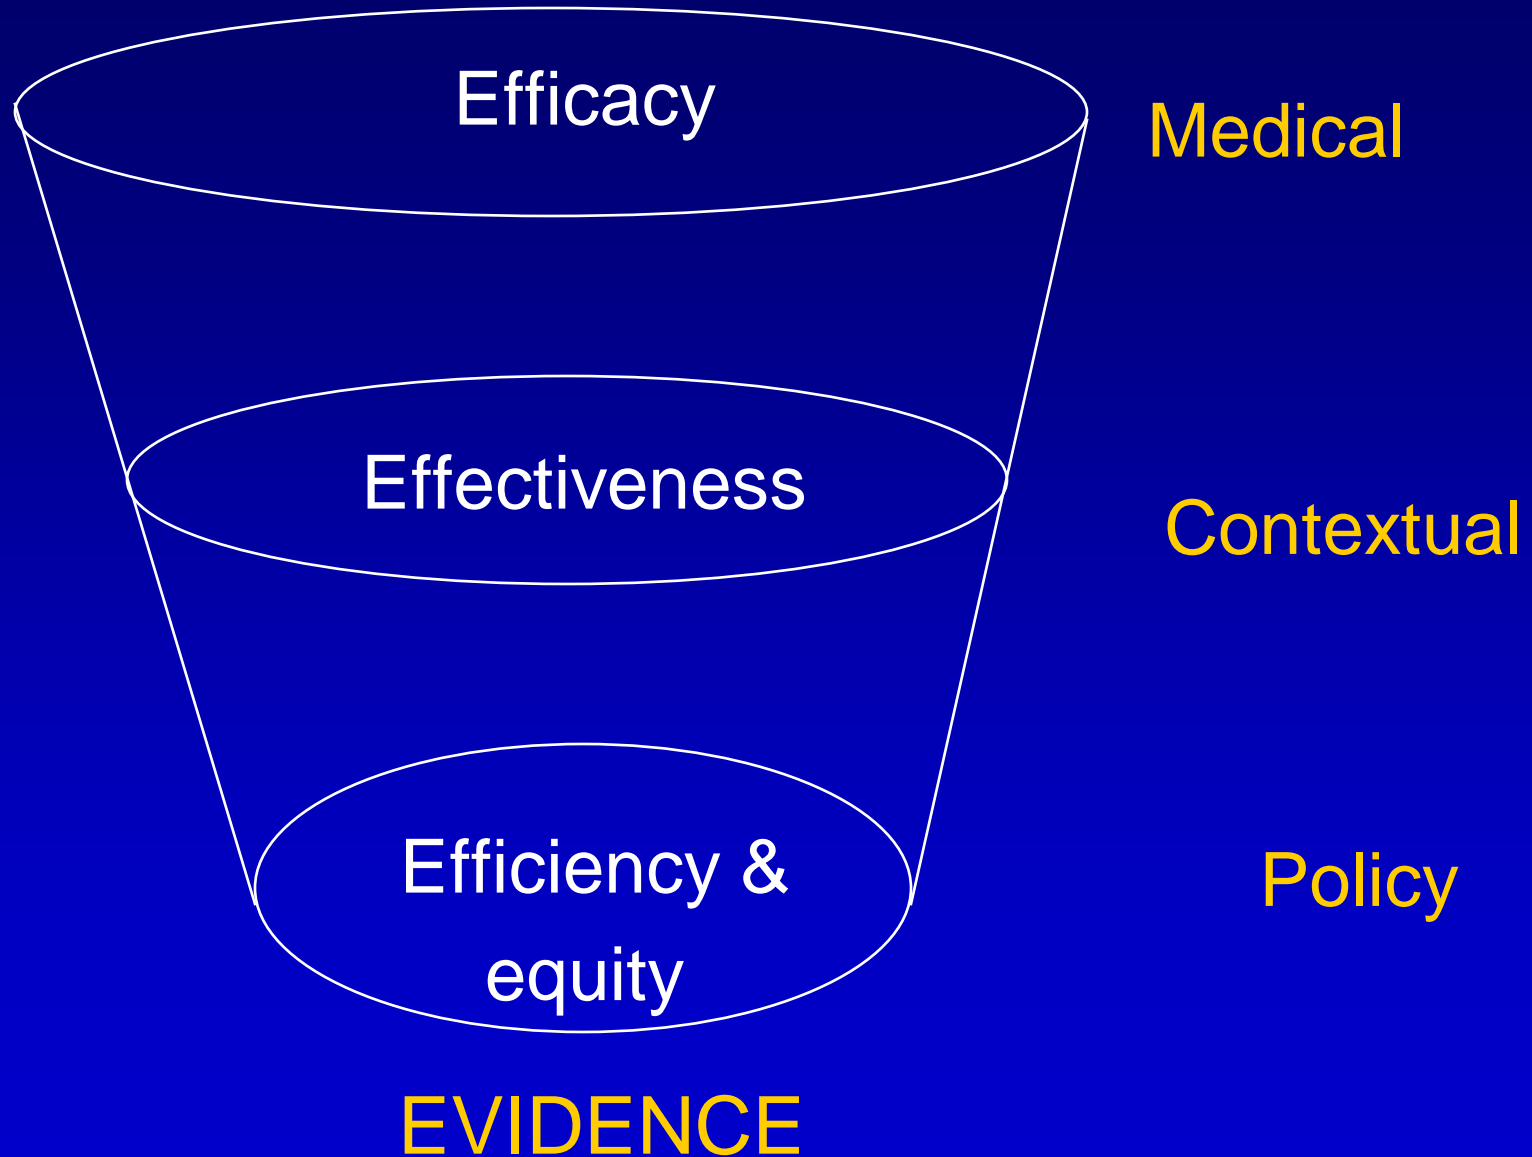 Efficacy
Medical
Effectiveness
Contextual
Efficiency &
equity
Policy
EVIDENCE